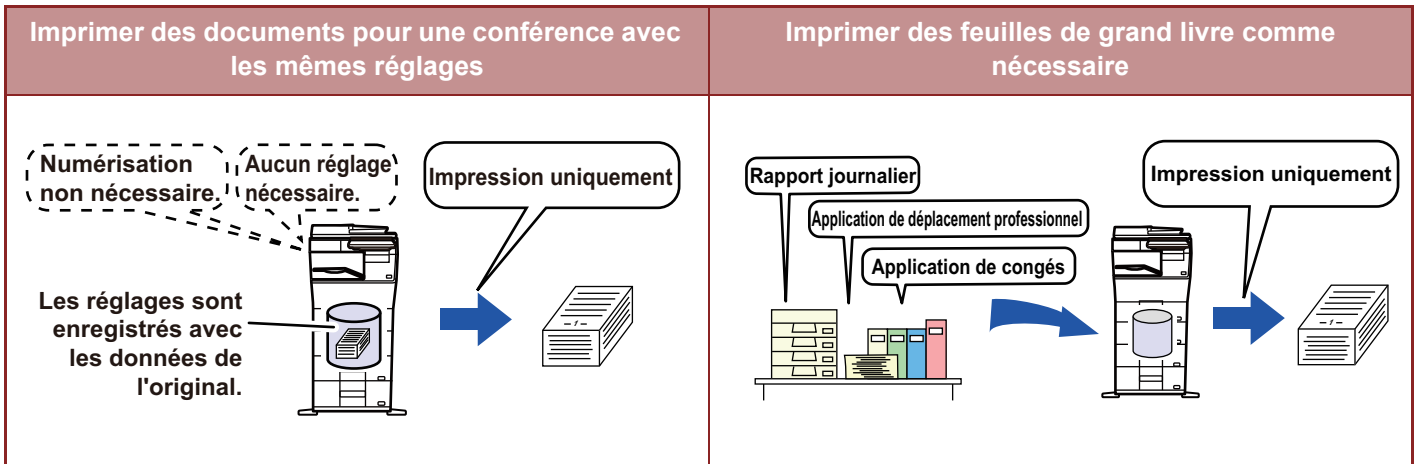 Imprimer des documents pour une conférence avec
les mêmes réglages
Numérisation
non nécessaire.
Aucun réglage
nécessaire.
Impression uniquement
Les réglages sont
enregistrés avec
les données de
l'original.
-1-
Imprimer des feuilles de grand livre comme
nécessaire
Rapport journalier
Application de déplacement professionnel
Application de congés
Impression uniquement
-1-